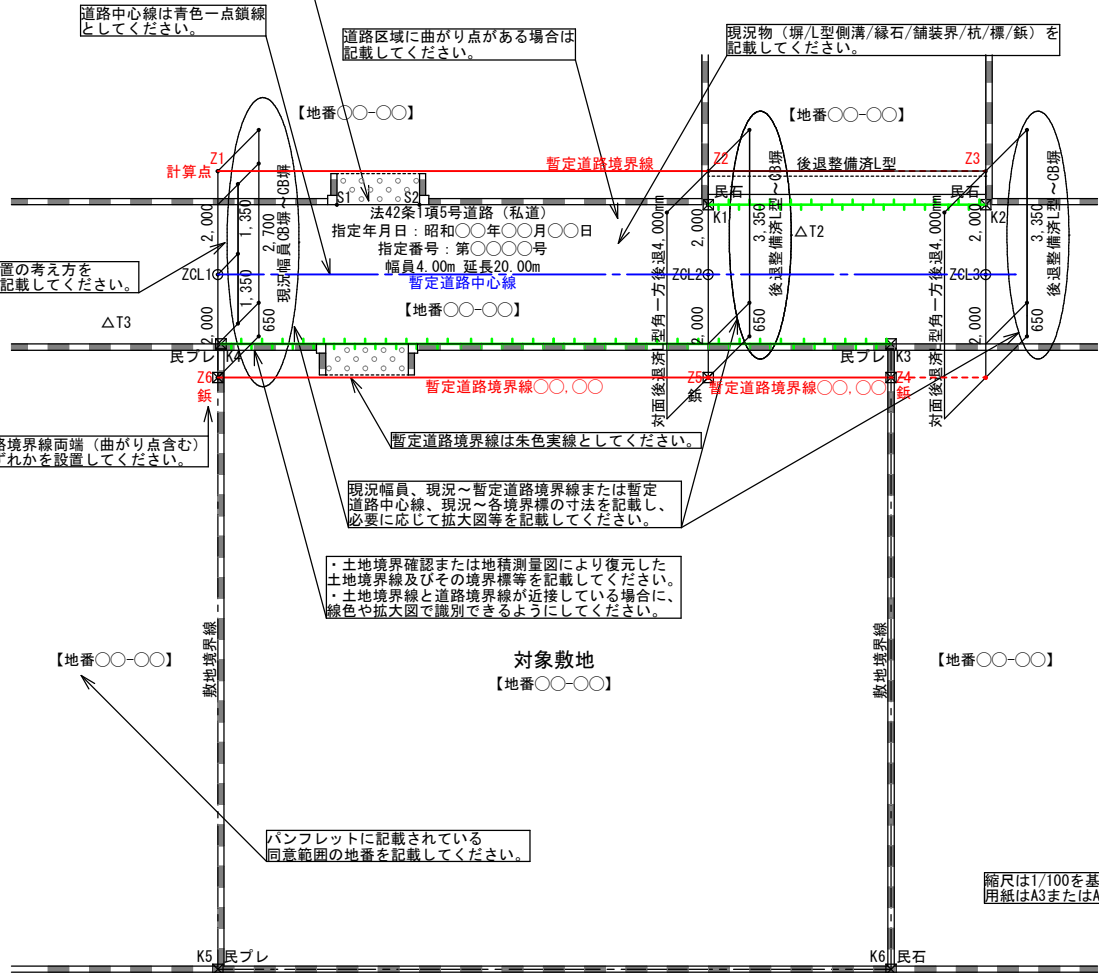 道路中心線は青色一点鎖線
としてください。
道路区域に曲がり点がある場合は
記載してください。
現況物（塀/L型側溝/縁石/舗装界/杭/標/鋲）を
記載してください。
【地番〇〇-〇〇】
【地番〇〇-〇〇】
Z1
計算点
暫定道路境界線
Z2
後退整備済L型
Z3
民石
民石
S1
S2
K1
K2
法42条1項5号道路（私道）
指定年月日：昭和〇〇年〇〇月〇〇日
指定番号：第〇〇〇〇号
幅員4.00m 延長20.00m
暫定道路中心線
【地番〇〇-〇〇】
2,000
1,350
2,700
現況幅員CB塀～CB塀
1,350
650
2,000
ZCL1
置の考え方を
記載してください。
△T3
対面後退済L型角一方後退4,000mm
2,000
3,350
後退整備済L型～CB塀
△T2
ZCL2
2,000
650
対面後退済L型角一方後退4,000mm
2,000
3,350
後退整備済L型～CB塀
ZCL3
2,000
650
民プレ
K4
民プレ
K3
Z6
鋲
暫定道路境界線〇〇.〇〇
Z5
鋲
暫定道路境界線〇〇.〇〇
Z4
鋲
路境界線両端（曲がり点含む）
ずれかを設置してください。
暫定道路境界線は朱色実線としてください。
現況幅員、現況～暫定道路境界線または暫定
道路中心線、現況～各境界標の寸法を記載し、
必要に応じて拡大図等を記載してください。
・土地境界確認または地積測量図により復元した
土地境界線及びその境界標等を記載してください。
・土地境界線と道路境界線が近接している場合に、
線色や拡大図で識別できるようにしてください。
【地番〇〇-〇〇】
敷地境界線
対象敷地
【地番〇〇-〇〇】
敷地境界線
【地番〇〇-〇〇】
パンフレットに記載されている
同意範囲の地番を記載してください。
縮尺は1/100を基
用紙はA3またはA
K5
民プレ
K6
民石